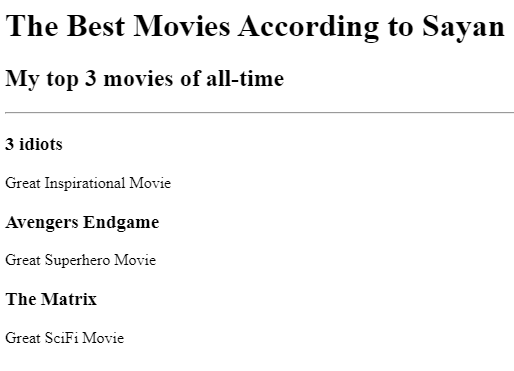 The Best Movies According to Sayan
My top 3 movies of all-time
3 idiots
Great Inspirational Movie
Avengers Endgame
Great Superhero Movie
The Matrix
Great SciFi Movie